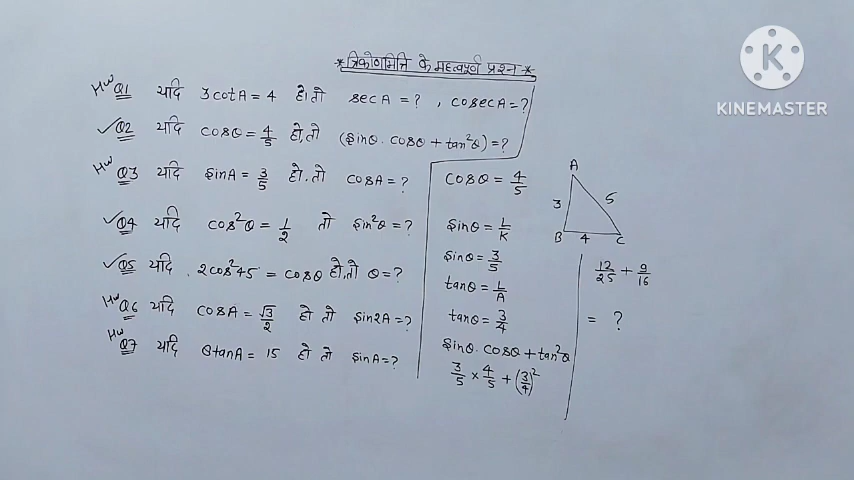 *त्रिकोणमिति के महत्वपूर्ण प्रश्न*
HW Q1 यदि 3cotA = 4 हो, तो secA = ? , cosecA = ?
✓Q2 यदि cosθ = 4/5 हो, तो (sinθ. cosθ + tan²θ) = ?
HW Q3 यदि sinA = 3/5 हो. तो cosA = ?
✓Q4 यदि cos²θ = 1/2 तो sin²θ = ?
✓Q5 यदि 2cos²45 = cosθ हो, तो θ = ?
HW Q6 यदि cosA = √3/2 हो तो sin2A = ?
HW Q7 यदि 8tanA = 15 हो तो sinA = ?
cosθ = 4/5
sinθ = L/K
sinθ = 3/5
tanθ = L/A
tanθ = 3/4
sinθ. cosθ + tan²θ
3/5 × 4/5 + (3/4)²
A
3 5
B 4 C
12/25 + 9/16
= ?
KINEMASTER